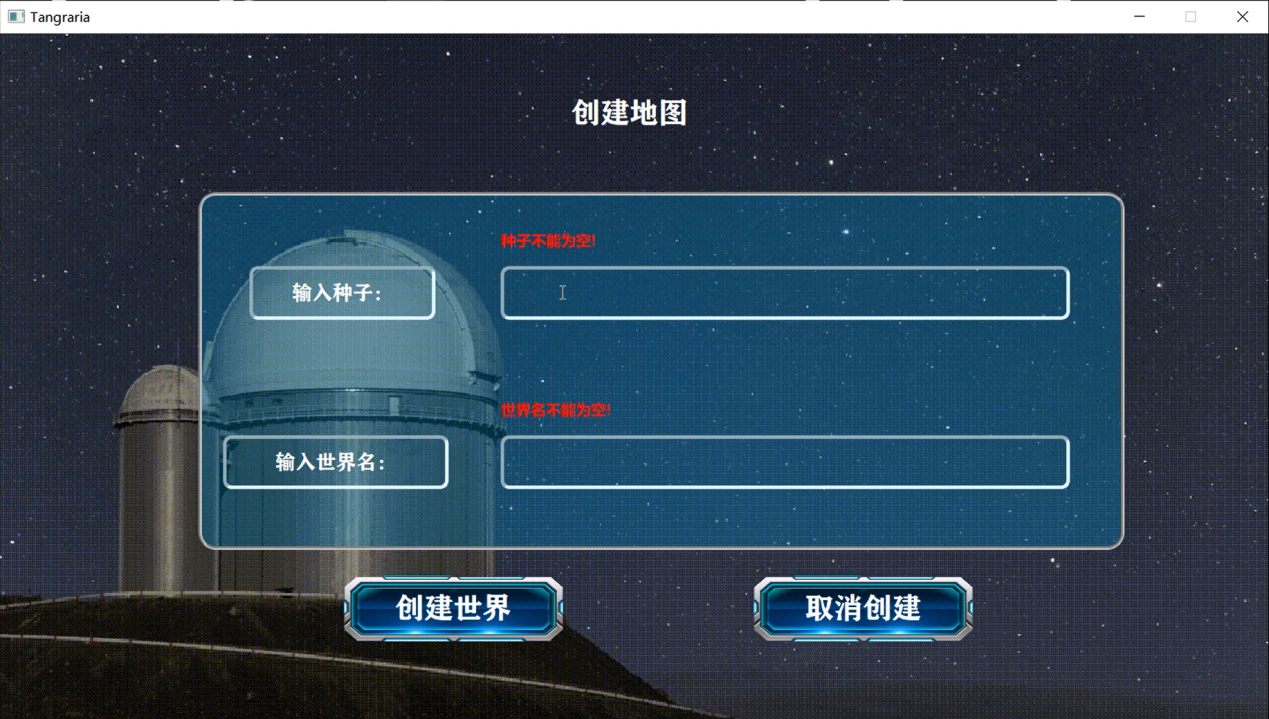 Tangraria
创建地图
种子不能为空!
输入种子：
世界名不能为空!
输入世界名：
创建世界
取消创建